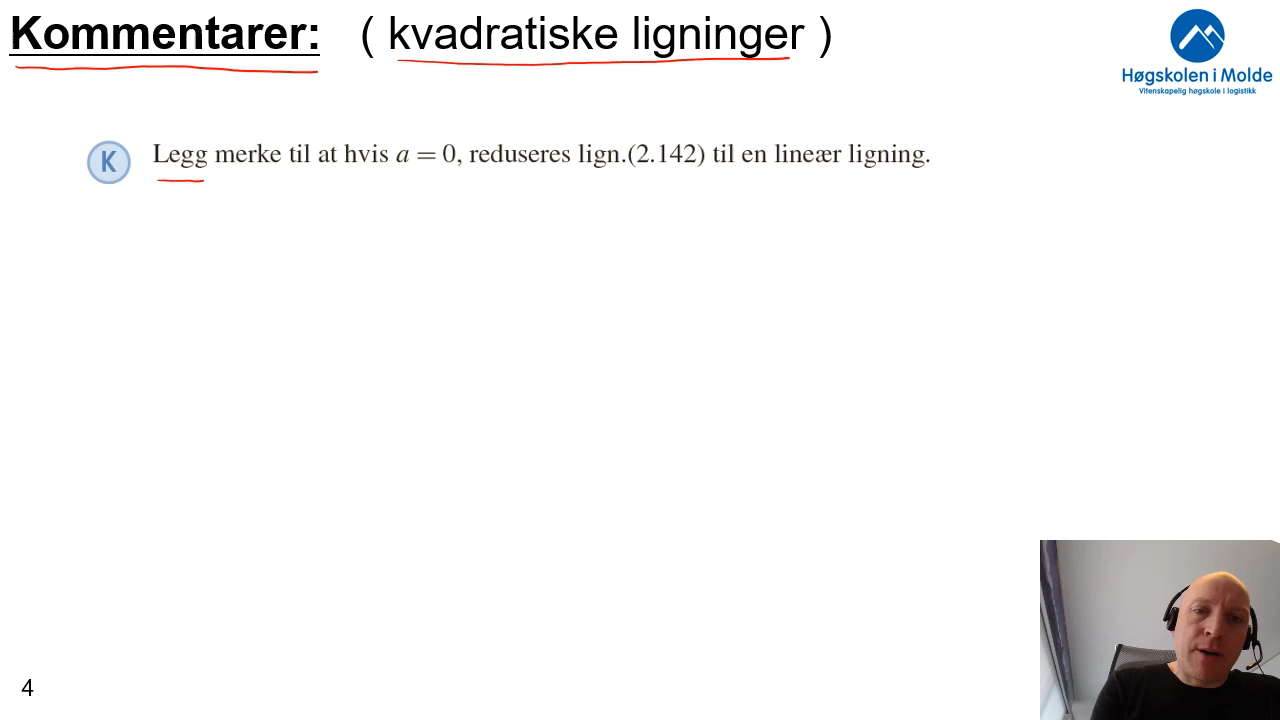 Kommentarer: ( kvadratiske ligninger )
Høgskolen i Molde
Vitenskapelig høgskole i logistikk
K Legg merke til at hvis a = 0, reduseres lign.(2.142) til en lineær ligning.
4